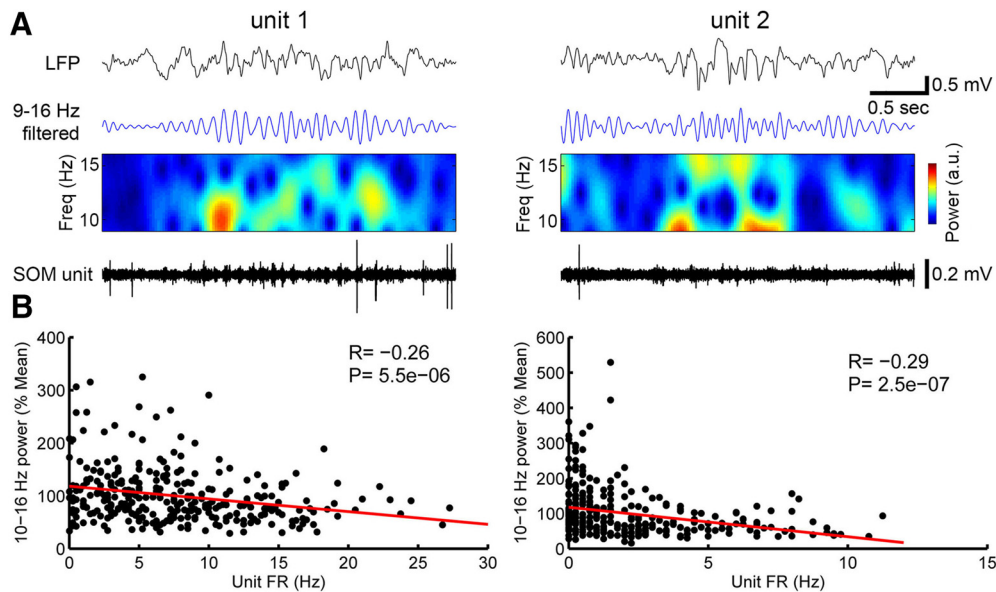 A
unit 1
unit 2
LFP
0.5 mV
0.5 sec
9-16 Hz
filtered
Freq (Hz)
15
10
Freq (Hz)
15
10
Power (a.u.)
SOM unit
0.2 mV
B
10−16 Hz power (% Mean)
400
300
200
100
0
0 5 10 15 20 25 30
Unit FR (Hz)
R= −0.26
P= 5.5e−06
10−16 Hz power (% Mean)
600
500
400
300
200
100
0
0 5 10 15
Unit FR (Hz)
R= −0.29
P= 2.5e−07